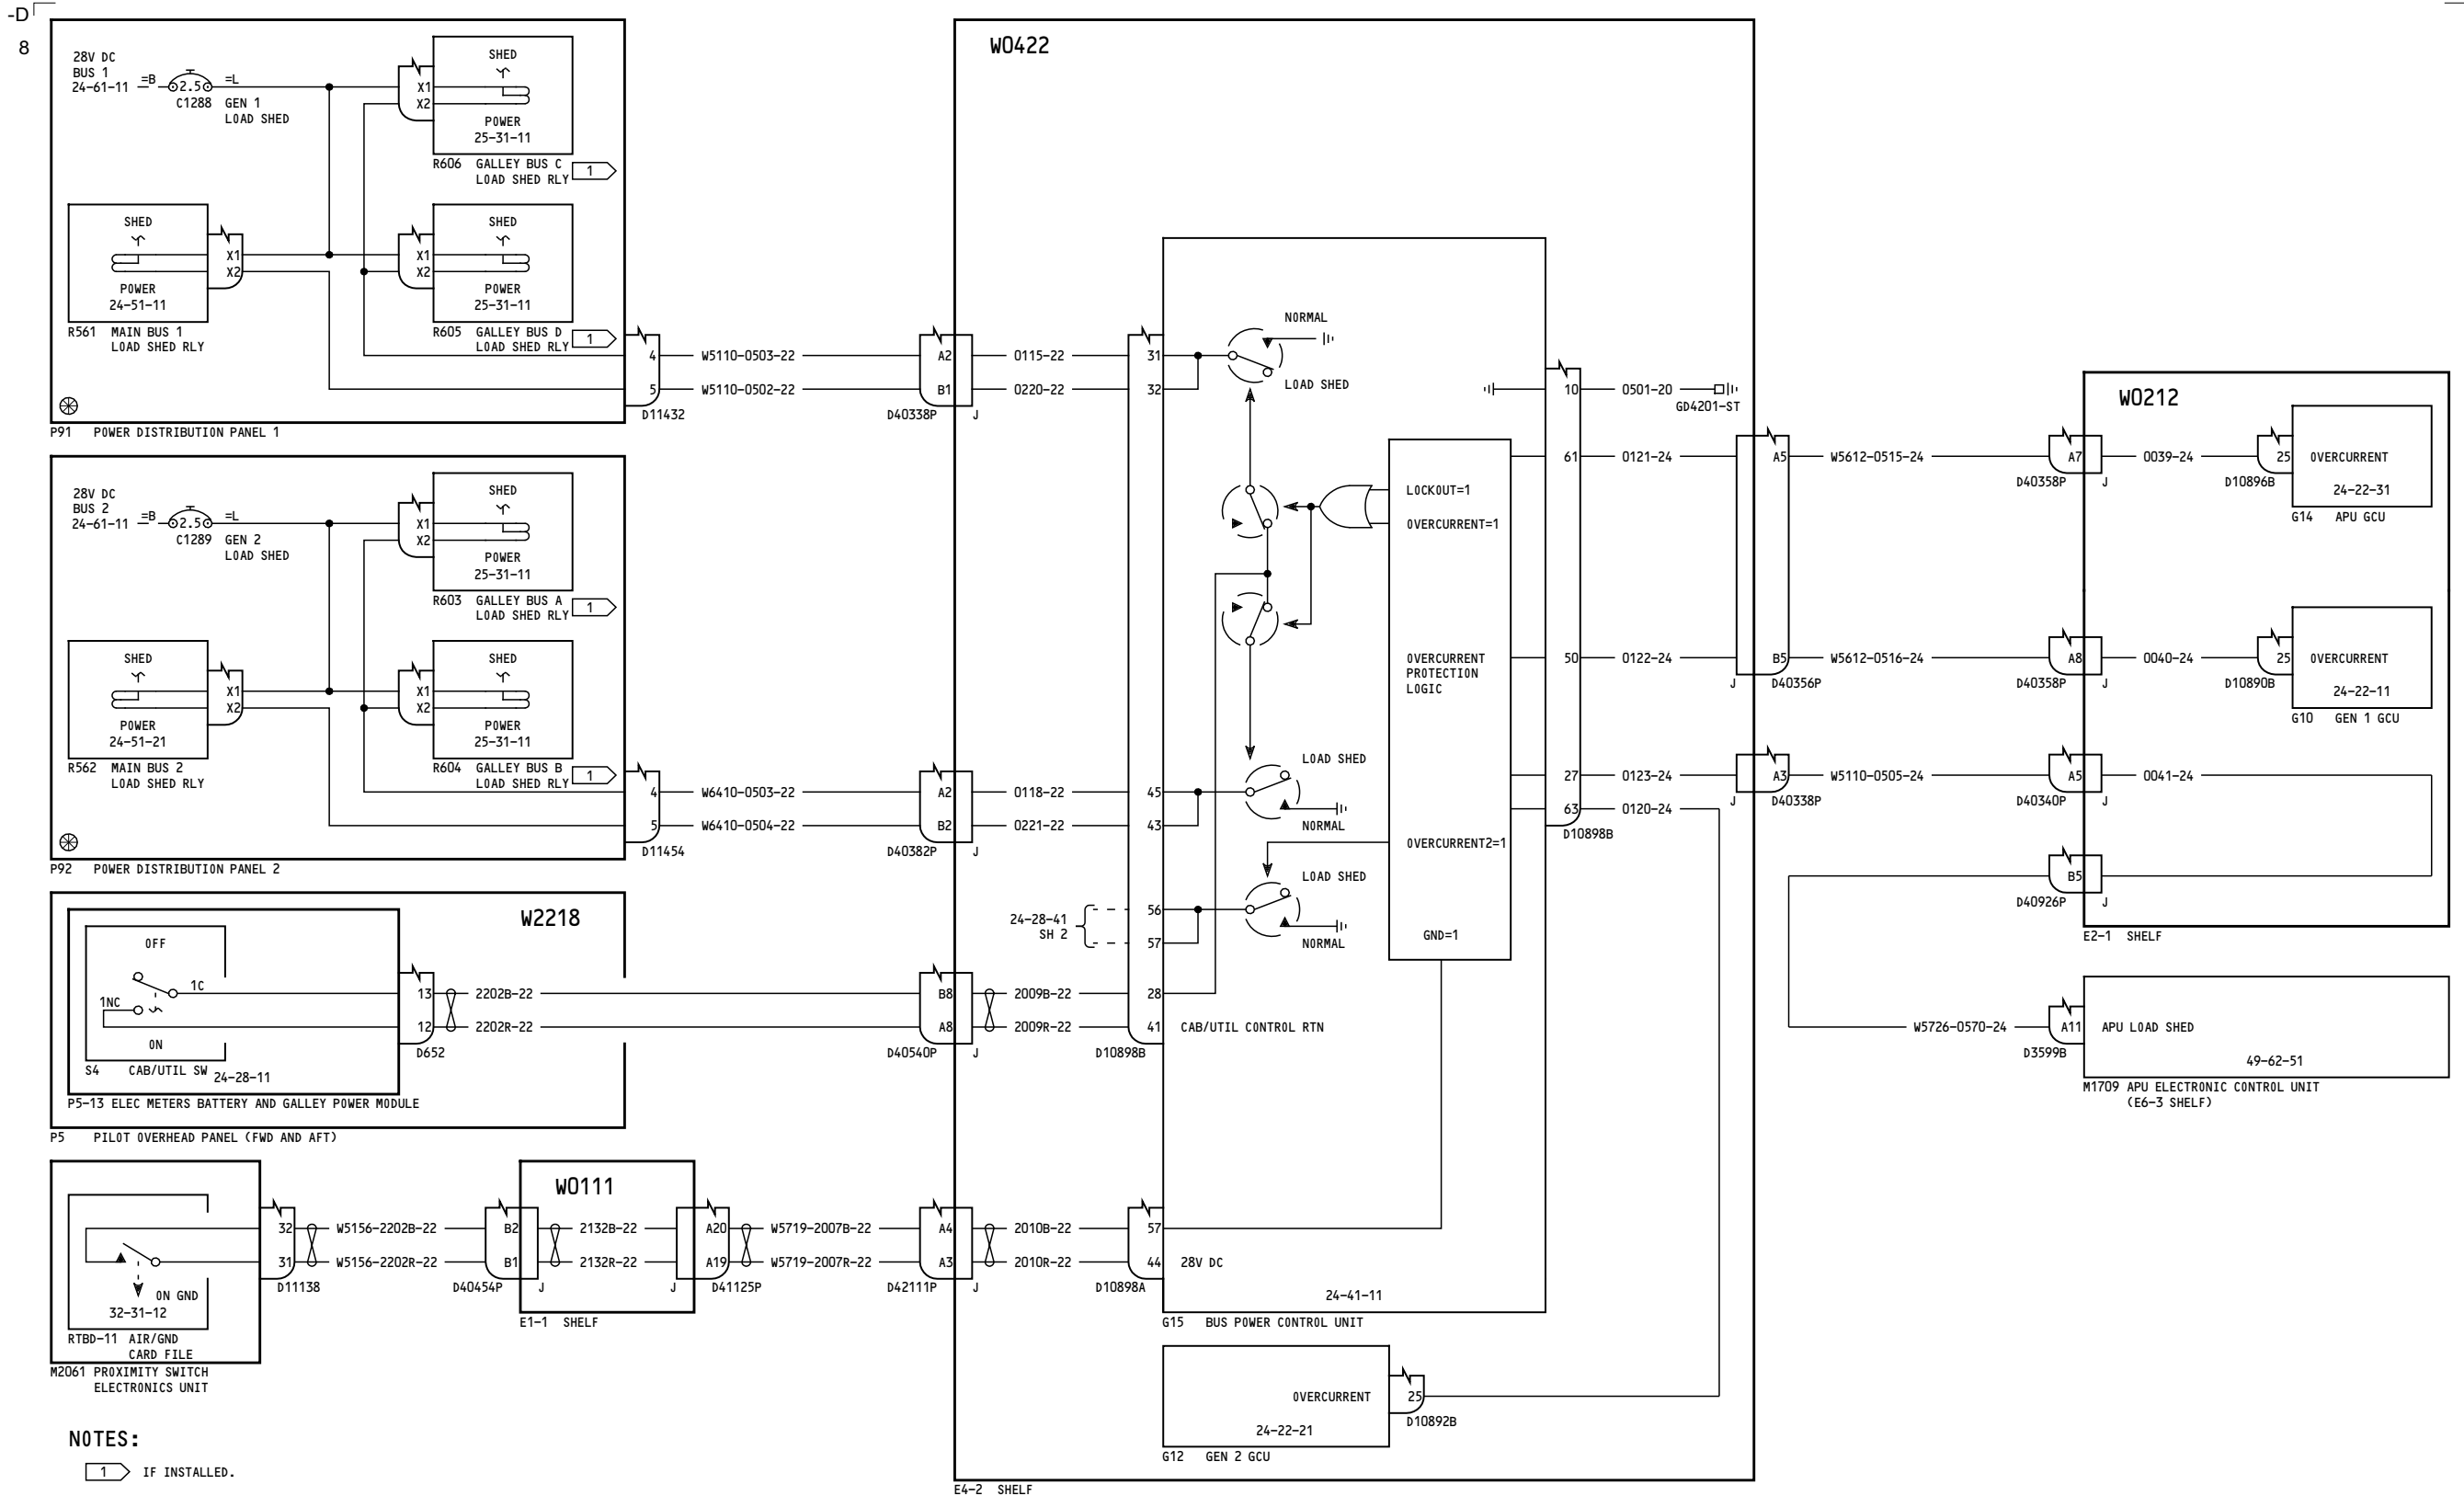 -D
8
28V DC
BUS 1
24-61-11
=B
2.5
=L
C1288
GEN 1
LOAD SHED
X1
X2
SHED
POWER
25-31-11
R606 GALLEY BUS C
LOAD SHED RLY
1
SHED
POWER
24-51-11
X1
X2
R561 MAIN BUS 1
LOAD SHED RLY
X1
X2
SHED
POWER
25-31-11
R605 GALLEY BUS D
LOAD SHED RLY
1
4
5
D11432
P91 POWER DISTRIBUTION PANEL 1
W5110-0503-22
W5110-0502-22
A2
B1
D40338P
J
0115-22
0220-22
31
32
28V DC
BUS 2
24-61-11
=B
2.5
=L
C1289
GEN 2
LOAD SHED
X1
X2
SHED
POWER
25-31-11
R603 GALLEY BUS A
LOAD SHED RLY
1
SHED
POWER
24-51-21
X1
X2
R562 MAIN BUS 2
LOAD SHED RLY
X1
X2
SHED
POWER
25-31-11
R604 GALLEY BUS B
LOAD SHED RLY
1
4
5
D11454
P92 POWER DISTRIBUTION PANEL 2
W6410-0503-22
W6410-0504-22
A2
B2
D40382P
J
0118-22
0221-22
45
43
W2218
OFF
1C
1NC
ON
S4 CAB/UTIL SW
24-28-11
P5-13 ELEC METERS BATTERY AND GALLEY POWER MODULE
P5 PILOT OVERHEAD PANEL (FWD AND AFT)
13
12
D652
2202B-22
2202R-22
B8
A8
D40540P
J
24-28-41
SH 2
56
57
2009B-22
2009R-22
28
41
D10898B
CAB/UTIL CONTROL RTN
ON GND
32-31-12
RTBD-11 AIR/GND
CARD FILE
M2061 PROXIMITY SWITCH
ELECTRONICS UNIT
32
31
D11138
W5156-2202B-22
W5156-2202R-22
B2
B1
D40454P
J
W0111
2132B-22
2132R-22
E1-1 SHELF
J
A20
A19
D41125P
W5719-2007B-22
W5719-2007R-22
A4
A3
D42111P
J
2010B-22
2010R-22
57
44
D10898A
28V DC
24-41-11
G15 BUS POWER CONTROL UNIT
W0422
NORMAL
LOAD SHED
LOCKOUT=1
OVERCURRENT=1
OVERCURRENT
PROTECTION
LOGIC
LOAD SHED
NORMAL
OVERCURRENT2=1
LOAD SHED
NORMAL
GND=1
10
61
50
27
63
D10898B
0501-20
GD4201-ST
0121-24
0122-24
0123-24
0120-24
OVERCURRENT
24-22-21
25
D10892B
G12 GEN 2 GCU
E4-2 SHELF
A5
B5
J
D40356P
A3
J
D40338P
W5612-0515-24
W5612-0516-24
W5110-0505-24
W0212
A7
D40358P
J
0039-24
25
D10896B
OVERCURRENT
24-22-31
G14 APU GCU
A8
D40358P
J
0040-24
25
D10890B
OVERCURRENT
24-22-11
G10 GEN 1 GCU
A5
D40340P
J
0041-24
B5
D40926P
J
E2-1 SHELF
W5726-0570-24
A11
D3599B
APU LOAD SHED
49-62-51
M1709 APU ELECTRONIC CONTROL UNIT
(E6-3 SHELF)
NOTES:
1 IF INSTALLED.